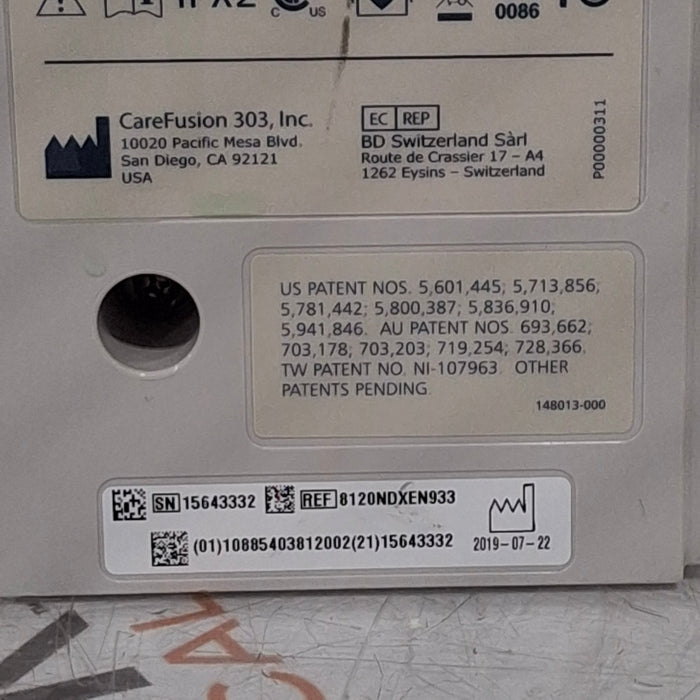 IPX2
C US
0086
CareFusion 303, Inc.
10020 Pacific Mesa Blvd.
San Diego, CA 92121
USA
EC REP
BD Switzerland Sàrl
Route de Crassier 17 – A4
1262 Eysins – Switzerland
P00000311
US PATENT NOS. 5,601,445; 5,713,856;
5,781,442; 5,800,387; 5,836,910;
5,941,846. AU PATENT NOS. 693,662;
703,178; 703,203; 719,254; 728,366.
TW PATENT NO. NI-107963. OTHER
PATENTS PENDING.
148013-000
SN 15643332 REF 8120NDXEN933
(01)10885403812002(21)15643332
2019-07-22